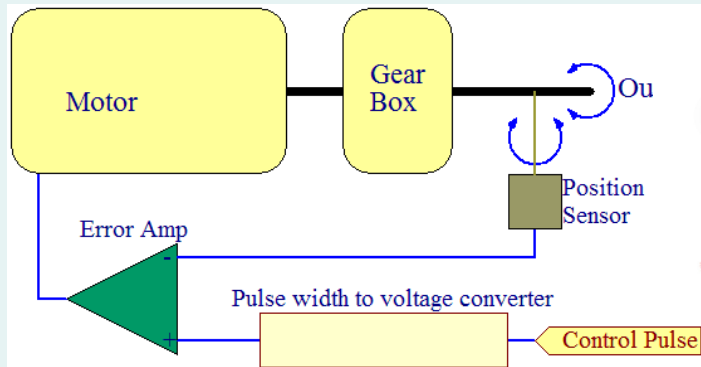 Motor
Gear
Box
Ou
Position
Sensor
Error Amp
-
Pulse width to voltage converter
+
Control Pulse